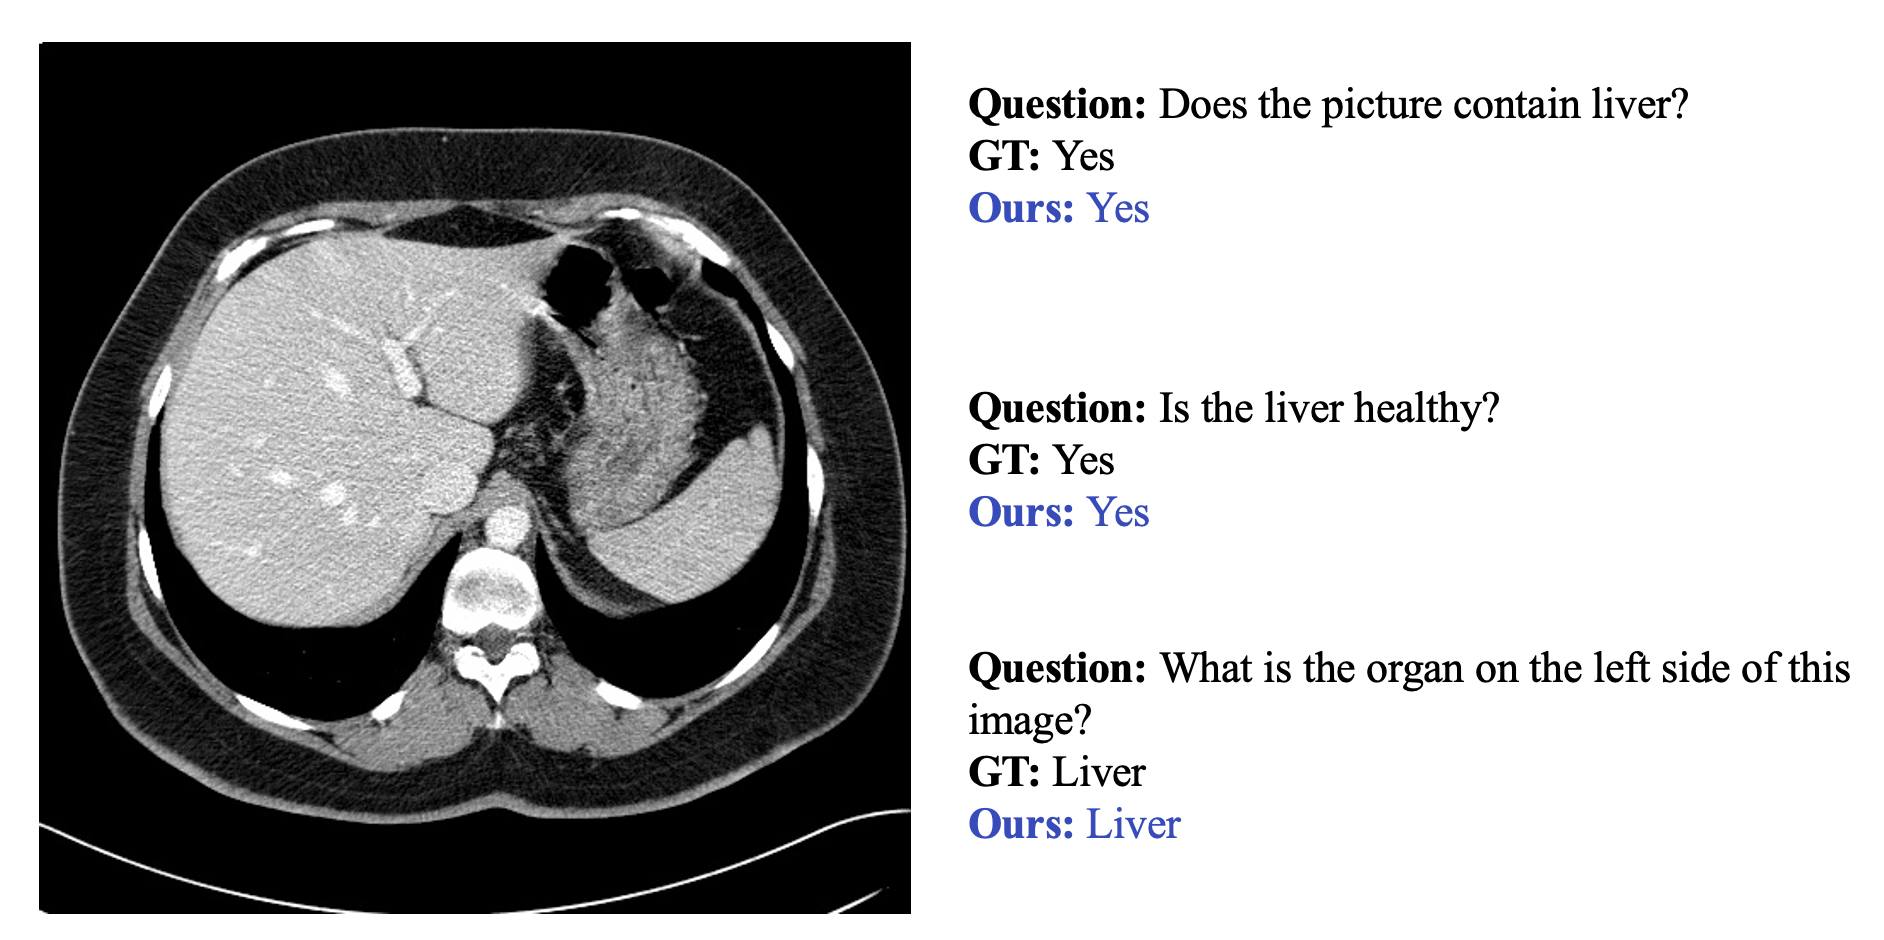 Question: Does the picture contain liver?
GT: Yes
Ours: Yes
Question: Is the liver healthy?
GT: Yes
Ours: Yes
Question: What is the organ on the left side of this
image?
GT: Liver
Ours: Liver